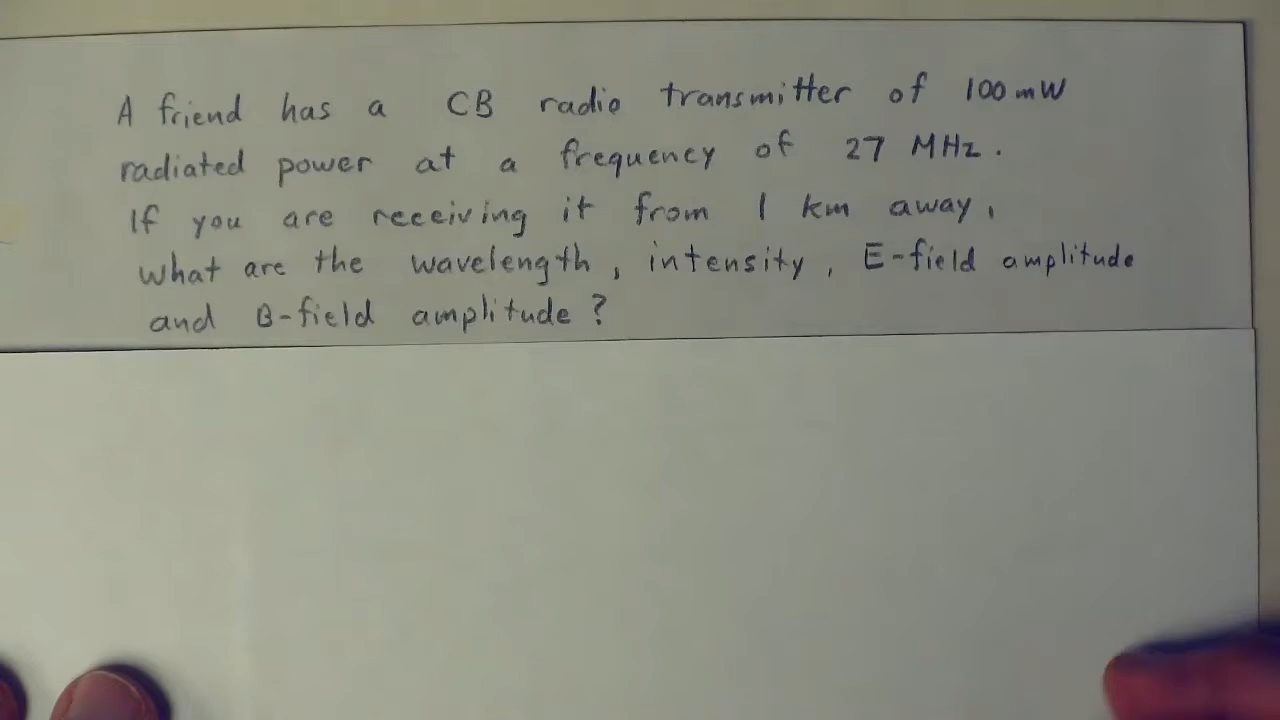 A friend has a CB radio transmitter of 100 mW
radiated power at a frequency of 27 MHz.
If you are receiving it from 1 km away,
what are the wavelength, intensity, E-field amplitude
and B-field amplitude?